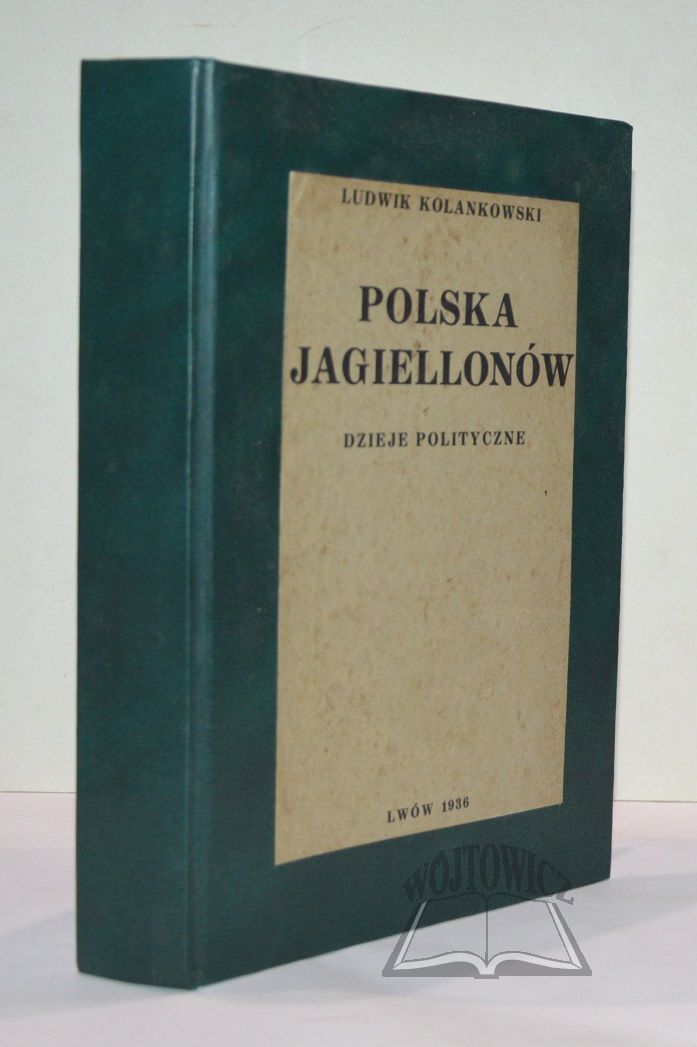 LUDWIK KOLANKOWSKI
POLSKA
JAGIELLONÓW
DZIEJE POLITYCZNE
LWÓW 1936
WOJTOWICZ